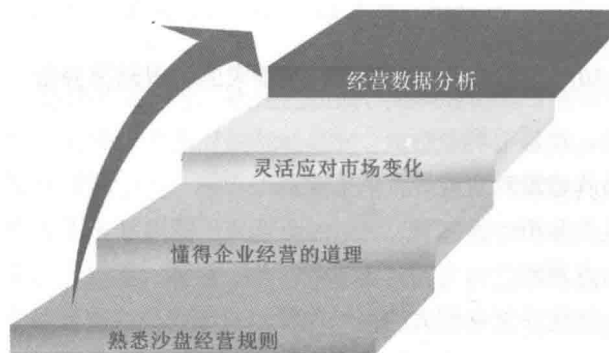 经营数据分析
灵活应对市场变化
懂得企业经营的道理
熟悉沙盘经营规则